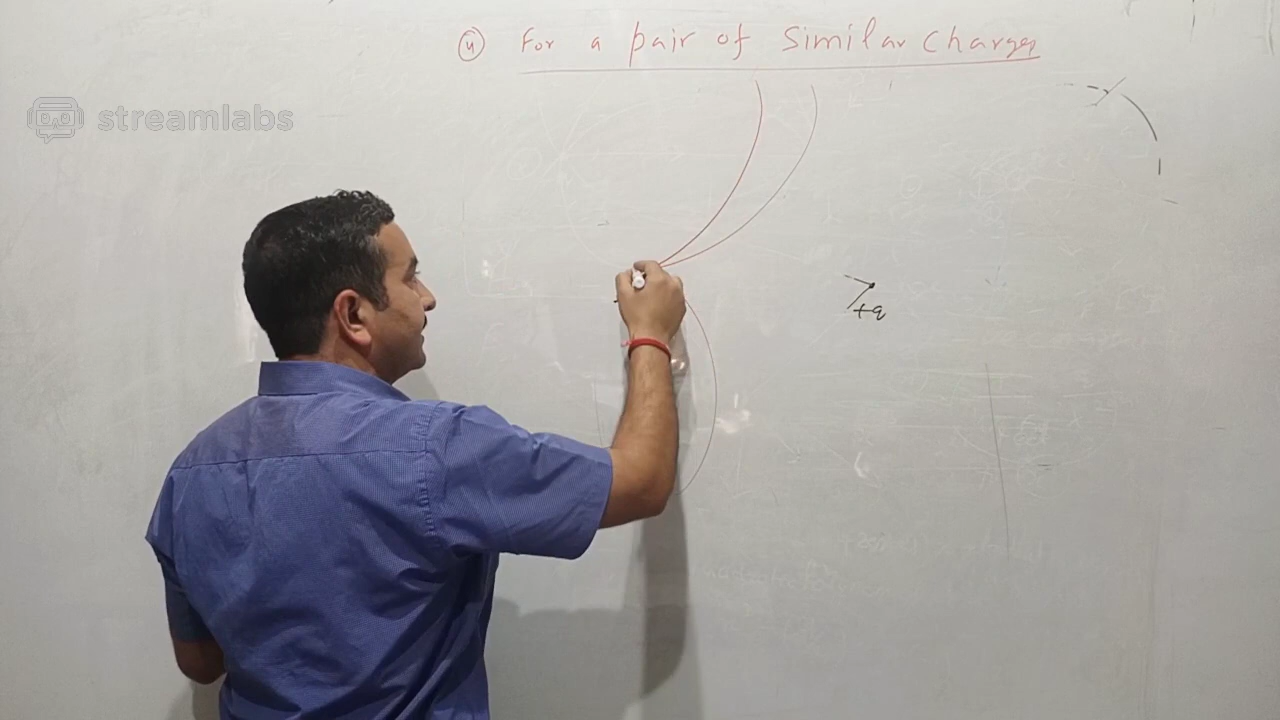 ④ For a pair of Similar Charges
streamlabs
+q